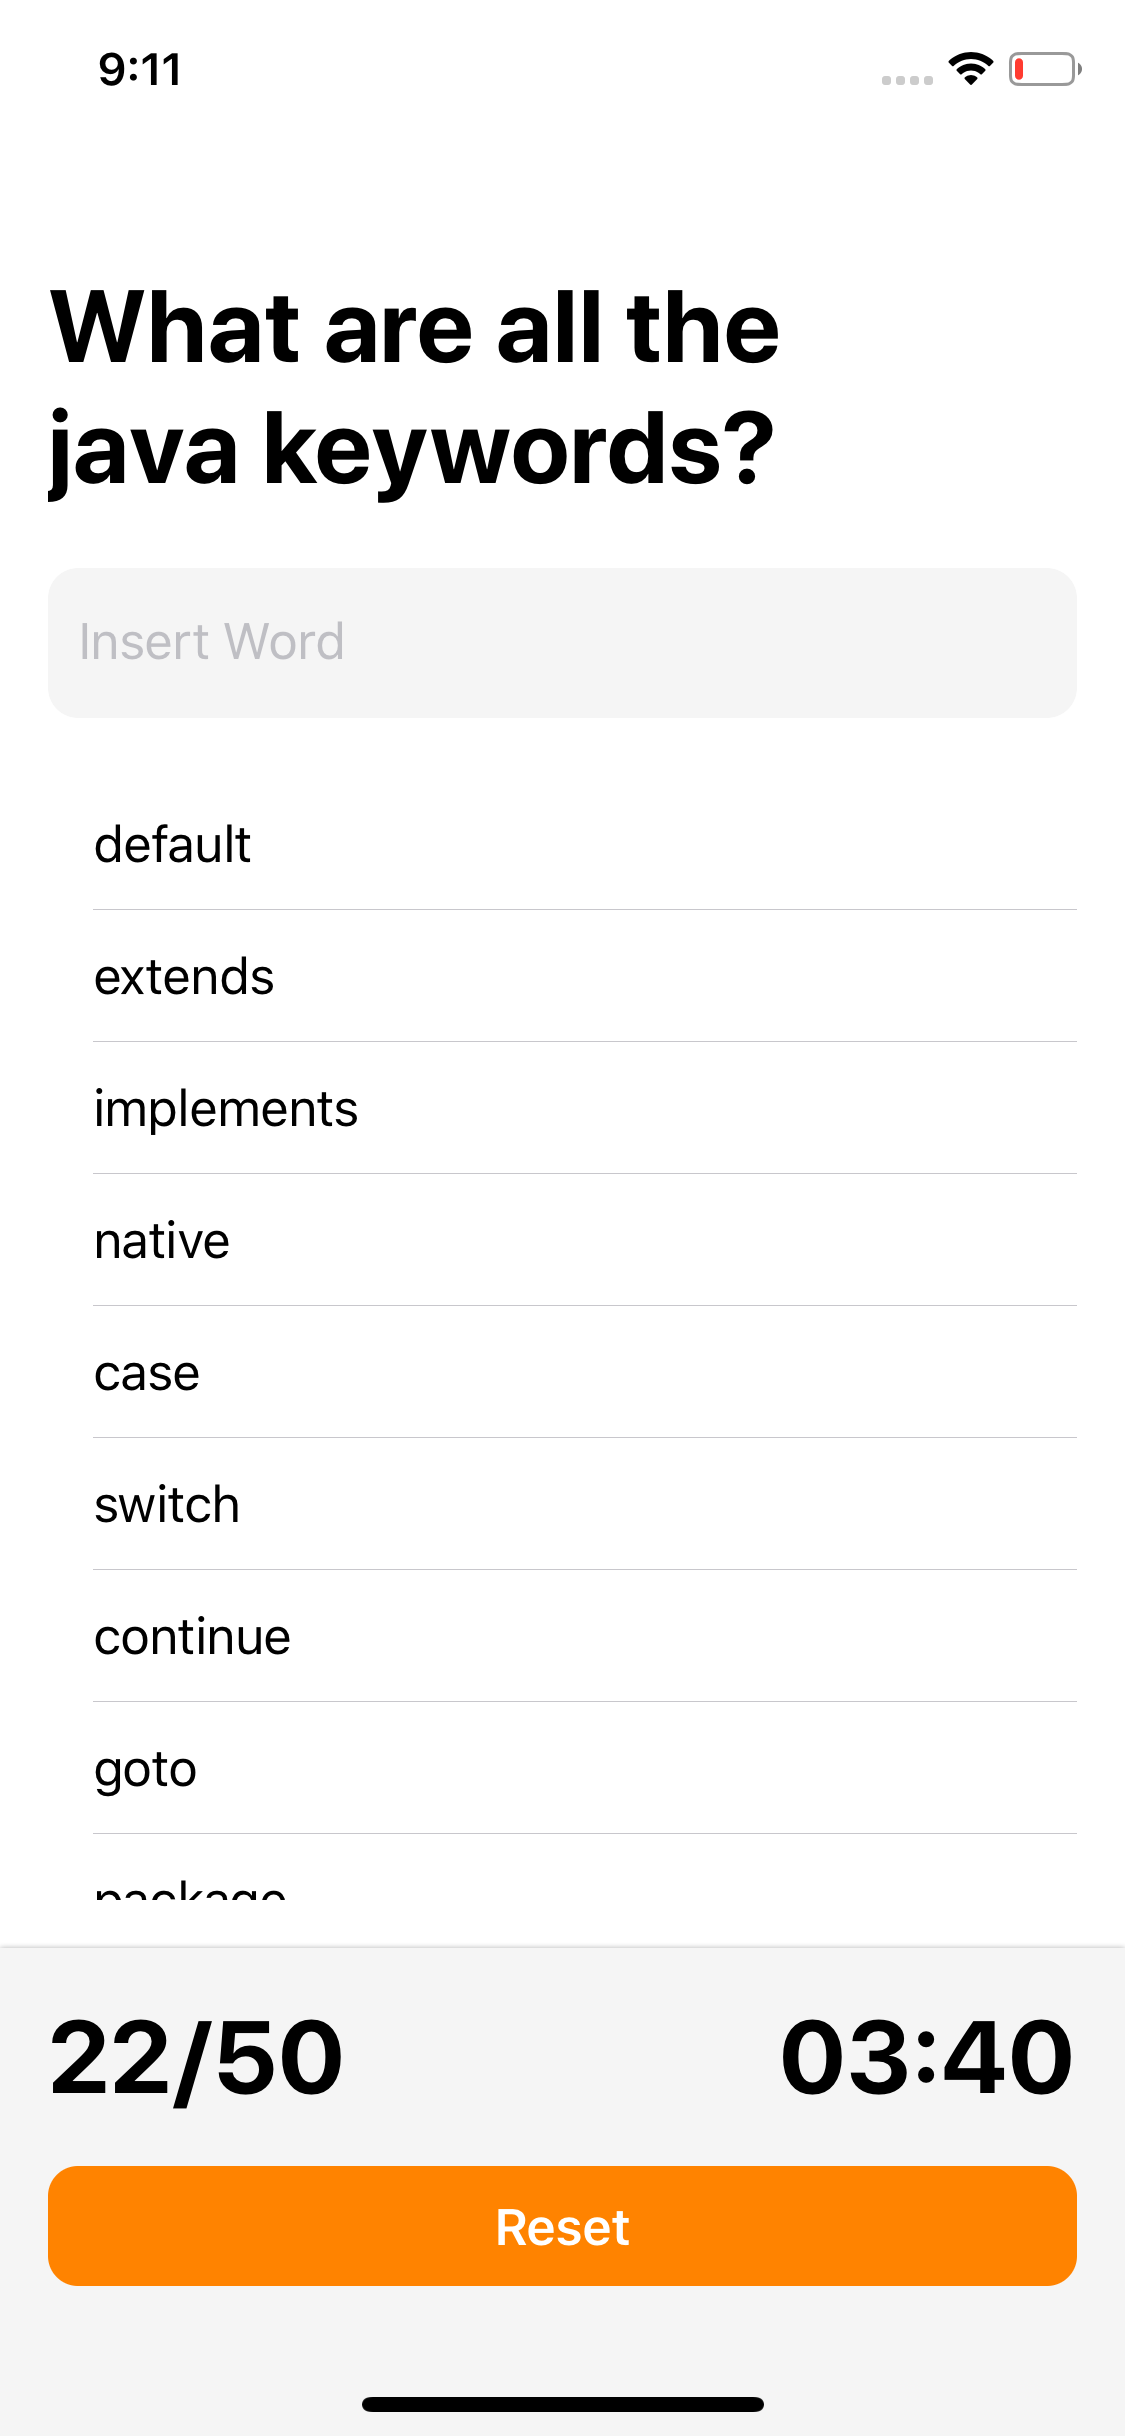 9:11
What are all the
java keywords?
Insert Word
default
extends
implements
native
case
switch
continue
goto
package
22/50
03:40
Reset